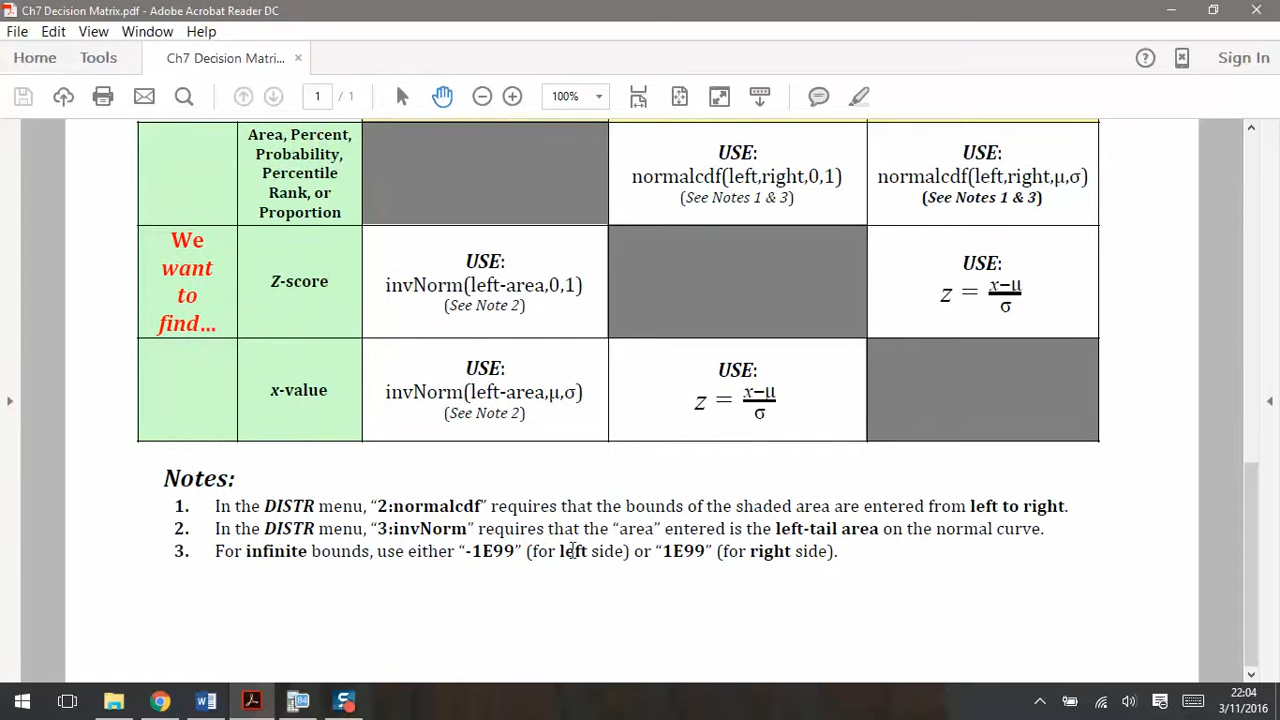 Ch7 Decision Matrix.pdf - Adobe Acrobat Reader DC
File Edit View Window Help
Home Tools Ch7 Decision Matri... × Sign In
1 / 1 100%
Area, Percent,
Probability,
Percentile
Rank, or
Proportion
USE:
normalcdf(left,right,0,1)
(See Notes 1 & 3)
USE:
normalcdf(left,right,μ,σ)
(See Notes 1 & 3)
We
want
to
find...
Z-score
USE:
invNorm(left-area,0,1)
(See Note 2)
USE:
z = x−μ
σ
x-value
USE:
invNorm(left-area,μ,σ)
(See Note 2)
USE:
z = x−μ
σ
Notes:
1. In the DISTR menu, “2:normalcdf” requires that the bounds of the shaded area are entered from left to right.
2. In the DISTR menu, “3:invNorm” requires that the “area” entered is the left-tail area on the normal curve.
3. For infinite bounds, use either “-1E99” (for left side) or “1E99” (for right side).
22:04
3/11/2016